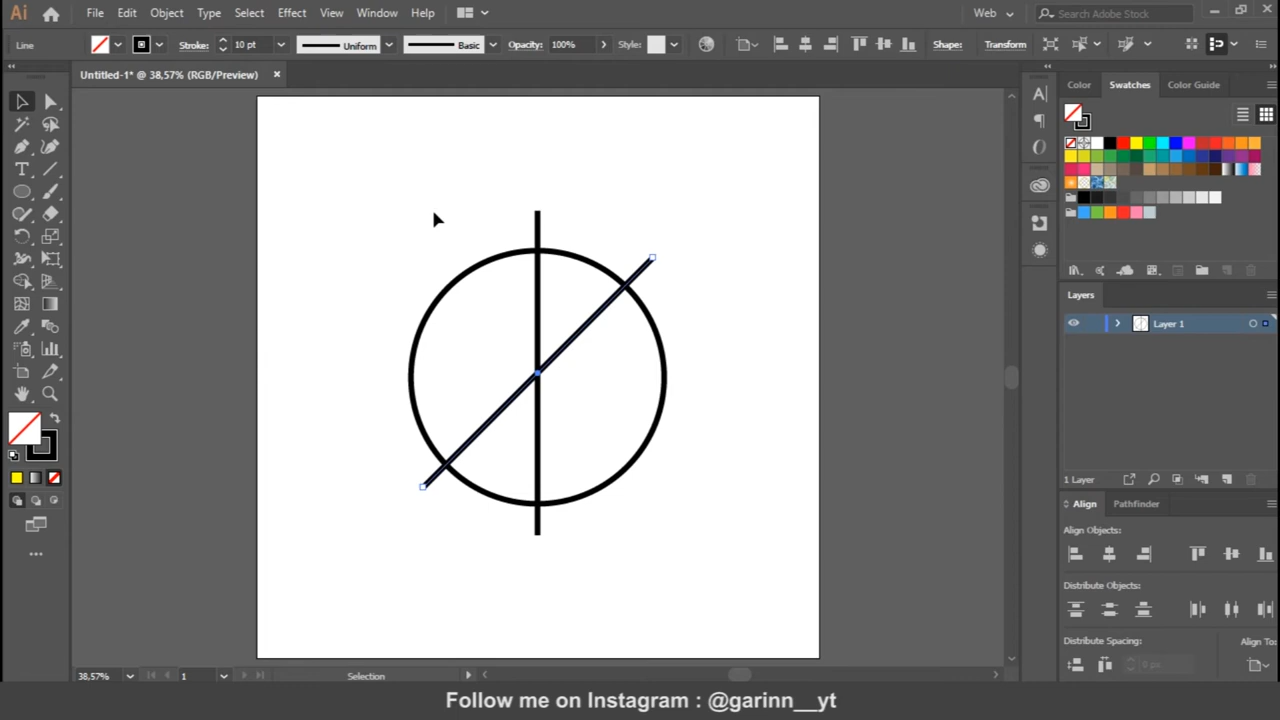 Ai File Edit Object Type Select Effect View Window Help Web Search Adobe Stock
Line Stroke: 10 pt Uniform Basic Opacity: 100% Style: Shape: Transform
Untitled-1* @ 38,57% (RGB/Preview) ×
Color Swatches Color Guide
Layers
Layer 1
1 Layer
Align Pathfinder
Align Objects:
Distribute Objects:
Distribute Spacing: Align To:
0 px
38,57% 1 Selection
Follow me on Instagram : @garinn__yt